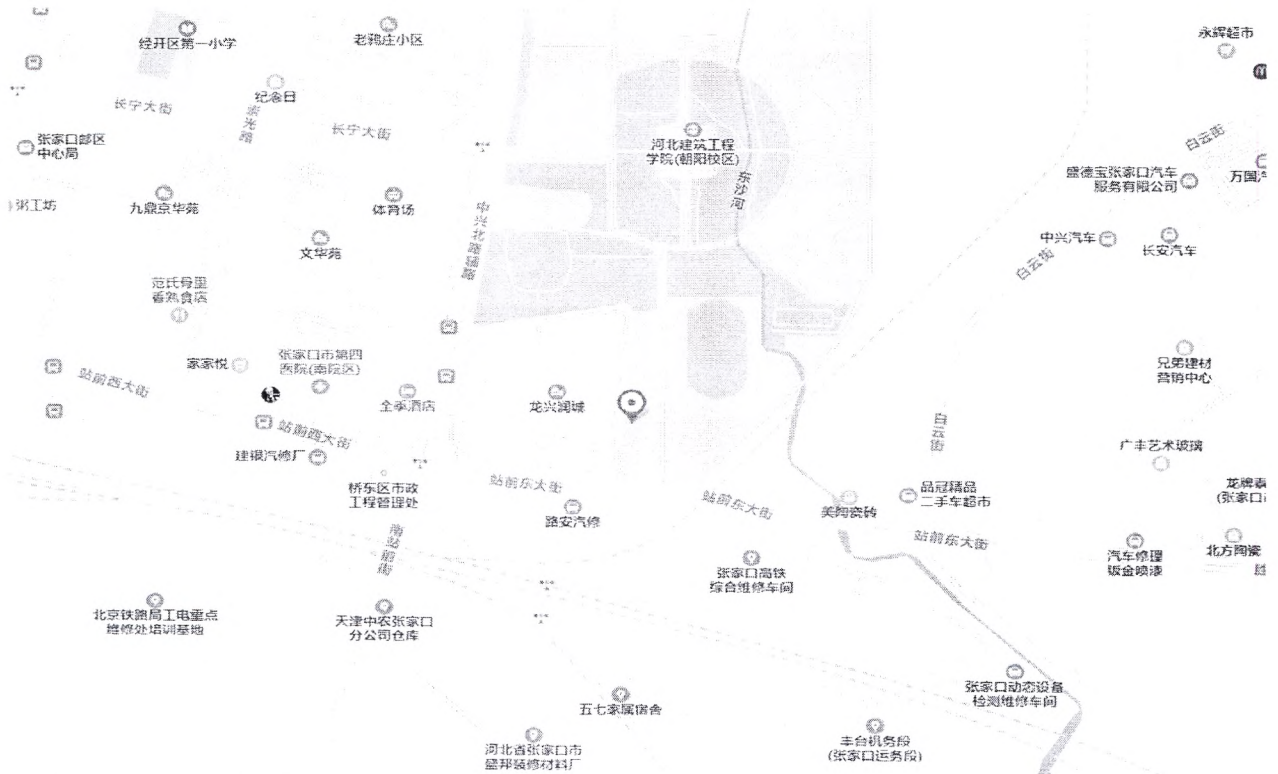 永辉超市
经开区第一小学
老鸦庄小区
纪念日
长宁大街
长宁大街
张家口邮区
中心局
河北建筑工程
学院(朝阳校区)
白云街
东沙河
盛德宝张家口汽车
服务有限公司
粥工坊
九鼎京华苑
体育场
文华苑
中兴汽车
长安汽车
白云街
范氏骨里
香熟食店
家家悦
张家口市第四
医院(南院区)
兄弟建材
营销中心
站前西大街
全季酒店
龙兴润城
白云街
站前西大街
建银汽修厂
广丰艺术玻璃
桥东区市政
工程管理处
站前东大街
站前东大街
品冠精品
二手车超市
美陶瓷砖
路安汽修
南站前街
站前东大街
汽车修理
钣金喷漆
北方陶瓷
张家口高铁
综合维修车间
北京铁路局工电重点
维修处培训基地
天津中农张家口
分公司仓库
张家口动态设备
检测维修车间
五七家属宿舍
河北省张家口市
盛邦装修材料厂
丰台机务段
(张家口运务段)